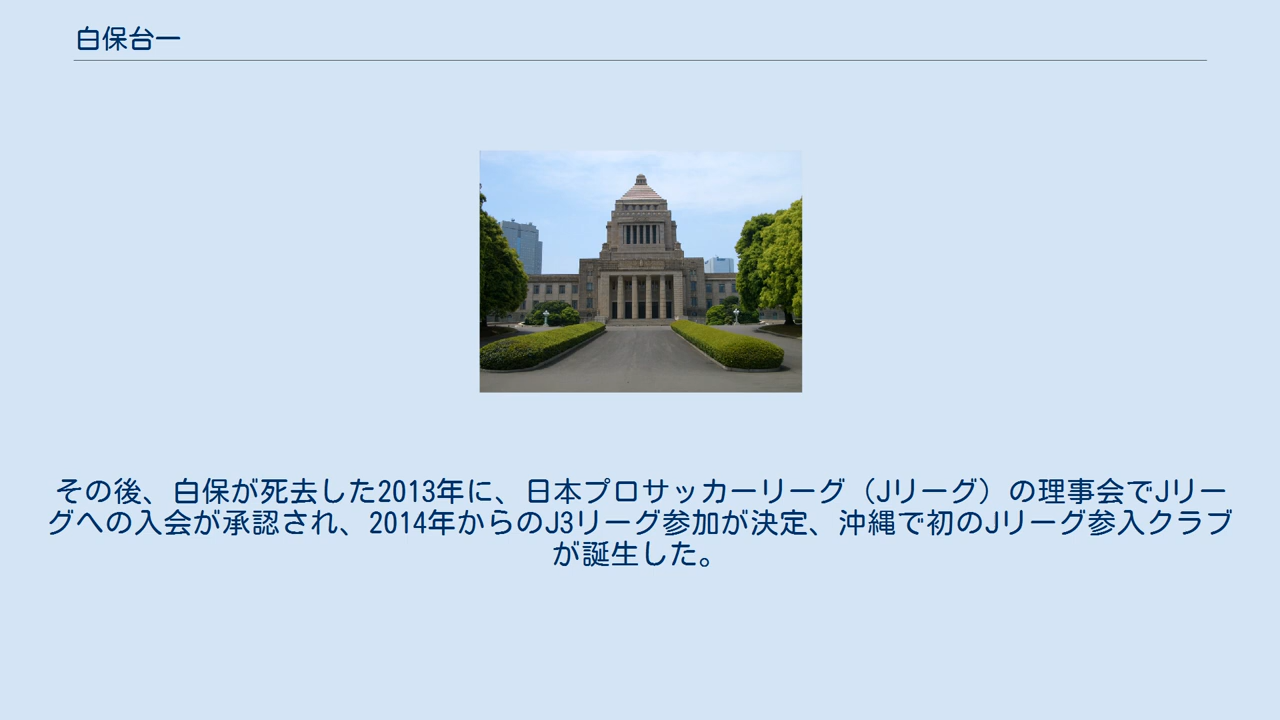 白保台一
その後、白保が死去した2013年に、日本プロサッカーリーグ（Jリーグ）の理事会でJリー
グへの入会が承認され、2014年からのJ3リーグ参加が決定、沖縄で初のJリーグ参入クラブ
が誕生した。